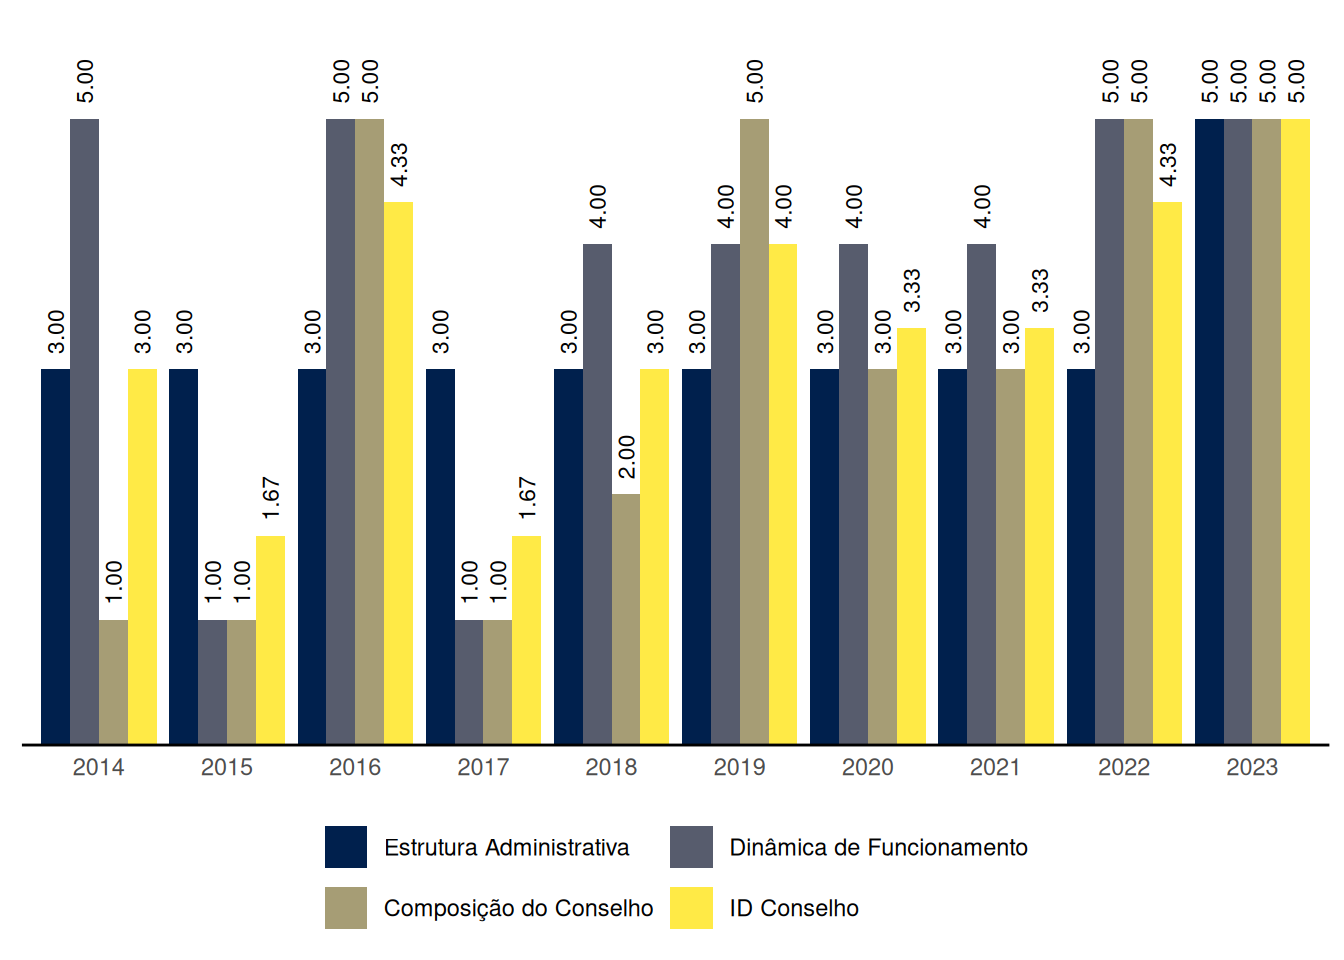 3.00 5.00 1.00 3.00
3.00 1.00 1.00 1.67
3.00 5.00 5.00 4.33
3.00 1.00 1.00 1.67
3.00 4.00 2.00 3.00
3.00 4.00 5.00 4.00
3.00 4.00 3.00 3.33
3.00 4.00 3.00 3.33
3.00 5.00 5.00 4.33
5.00 5.00 5.00 5.00
2014 2015 2016 2017 2018 2019 2020 2021 2022 2023
Estrutura Administrativa Dinâmica de Funcionamento
Composição do Conselho ID Conselho